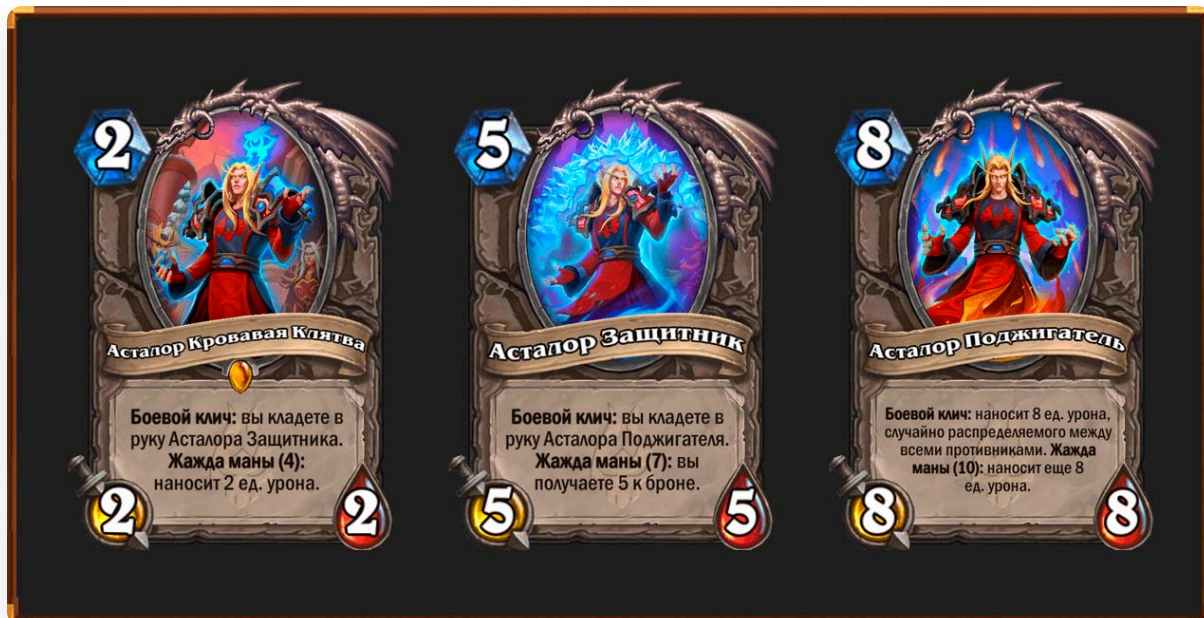 2
Асталор Кровавая Клятва
Боевой клич: вы кладете в
руку Асталора Защитника.
Жажда маны (4):
наносит 2 ед. урона.
2
2
5
Асталор Защитник
Боевой клич: вы кладете в
руку Асталора Поджигателя.
Жажда маны (7): вы
получаете 5 к броне.
5
5
8
Асталор Поджигатель
Боевой клич: наносит 8 ед. урона,
случайно распределяемого между
всеми противниками. Жажда
маны (10): наносит еще 8
ед. урона.
8
8